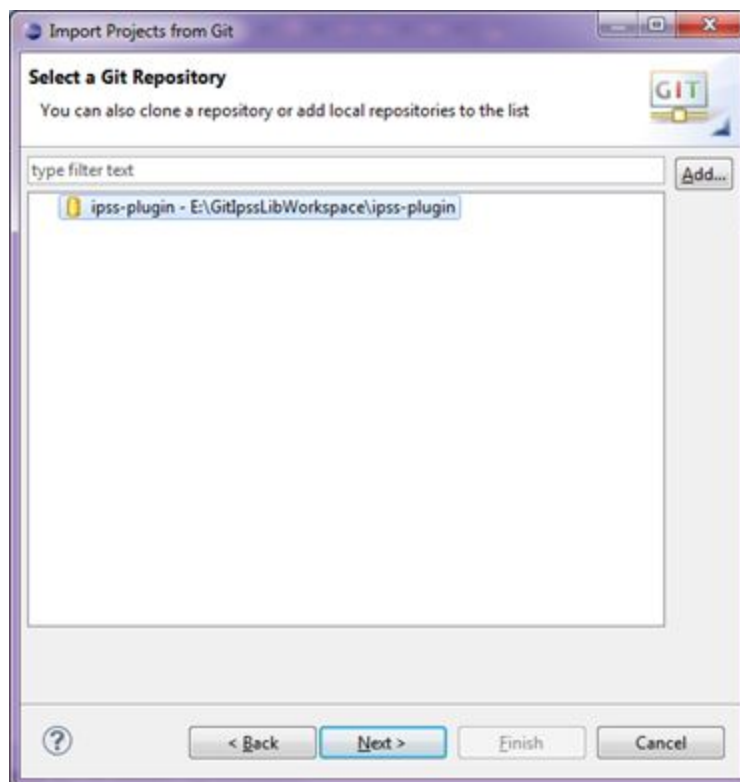 Import Projects from Git
Select a Git Repository
You can also clone a repository or add local repositories to the list
GIT
type filter text
Add...
ipss-plugin - E:\GitIpssLibWorkspace\ipss-plugin
?
< Back
Next >
Finish
Cancel